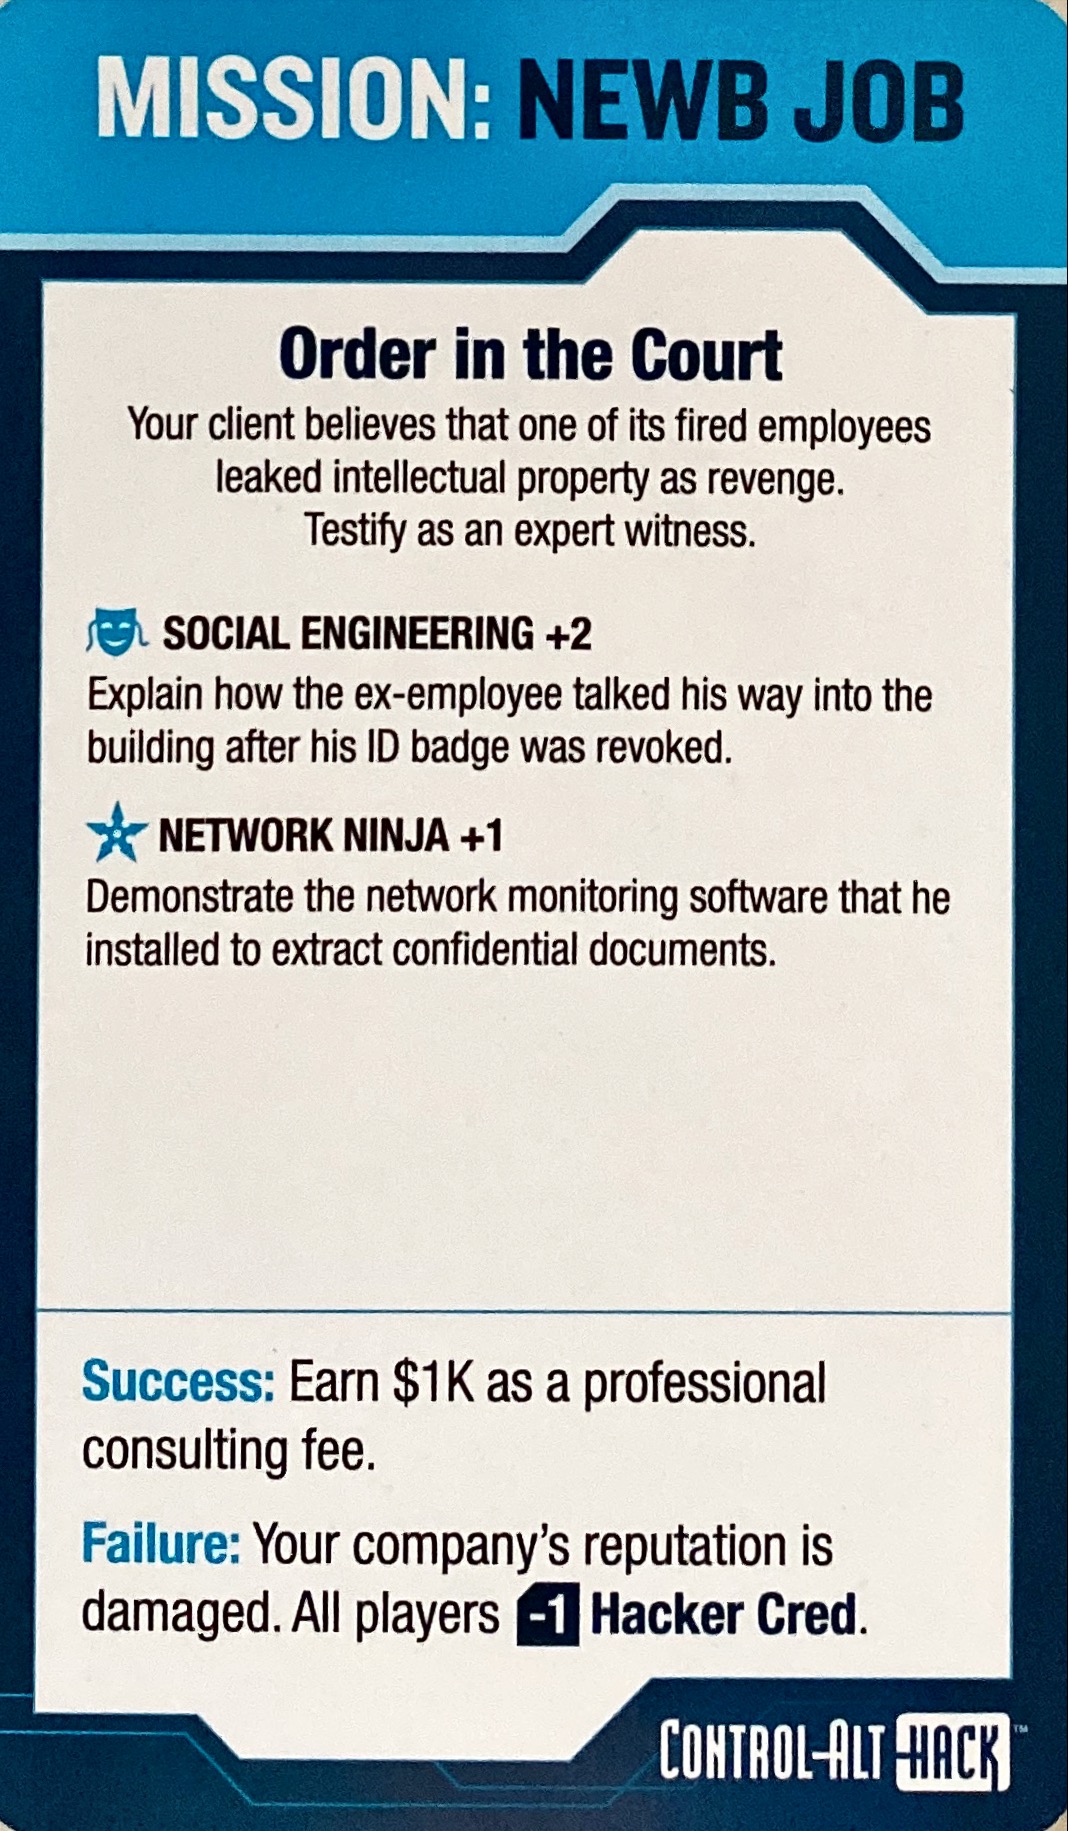 MISSION: NEWB JOB
Order in the Court
Your client believes that one of its fired employees
leaked intellectual property as revenge.
Testify as an expert witness.
SOCIAL ENGINEERING +2
Explain how the ex-employee talked his way into the
building after his ID badge was revoked.
NETWORK NINJA +1
Demonstrate the network monitoring software that he
installed to extract confidential documents.
Success: Earn $1K as a professional
consulting fee.
Failure: Your company’s reputation is
damaged. All players -1 Hacker Cred.
CONTROL-ALT-HACK™